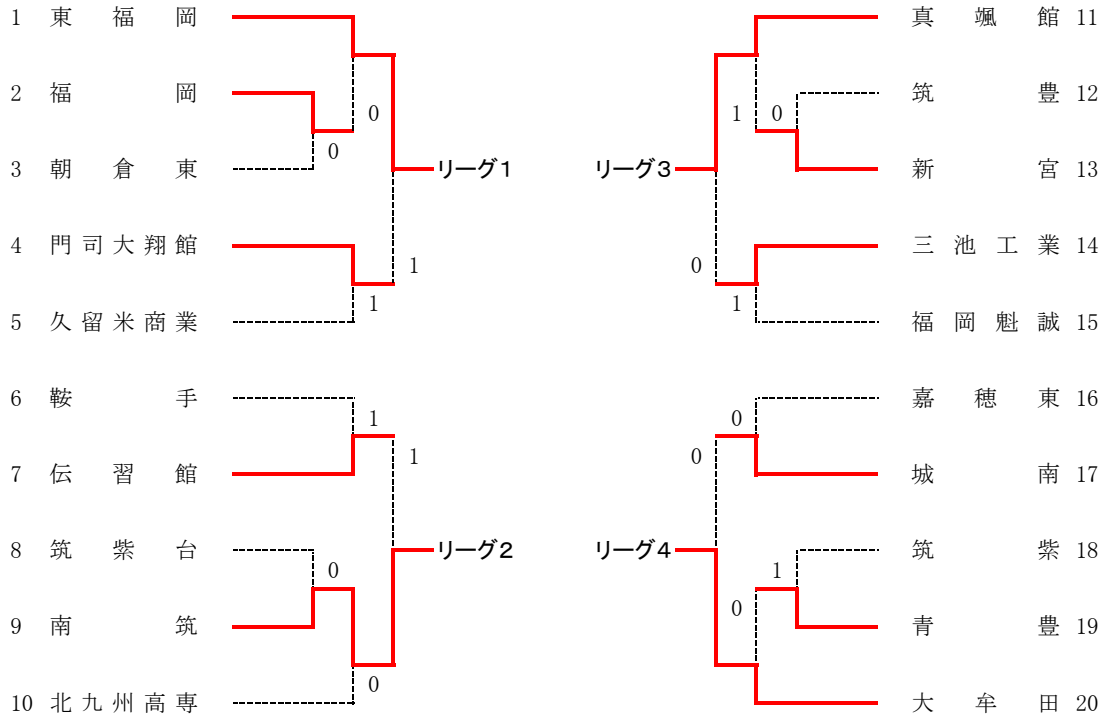 1 東福岡
2 福岡
0
0
3 朝倉東
リーグ1
4 門司大翔館
1
1
5 久留米商業
6 鞍手
1
1
7 伝習館
8 筑紫台
0
リーグ2
9 南筑
0
10 北九州高専
真颯館 11
筑豊 12
1 0
リーグ3
新宮 13
三池工業 14
0
1
福岡魁誠 15
嘉穂東 16
0
0
城南 17
リーグ4
筑紫 18
1
0
青豊 19
大牟田 20